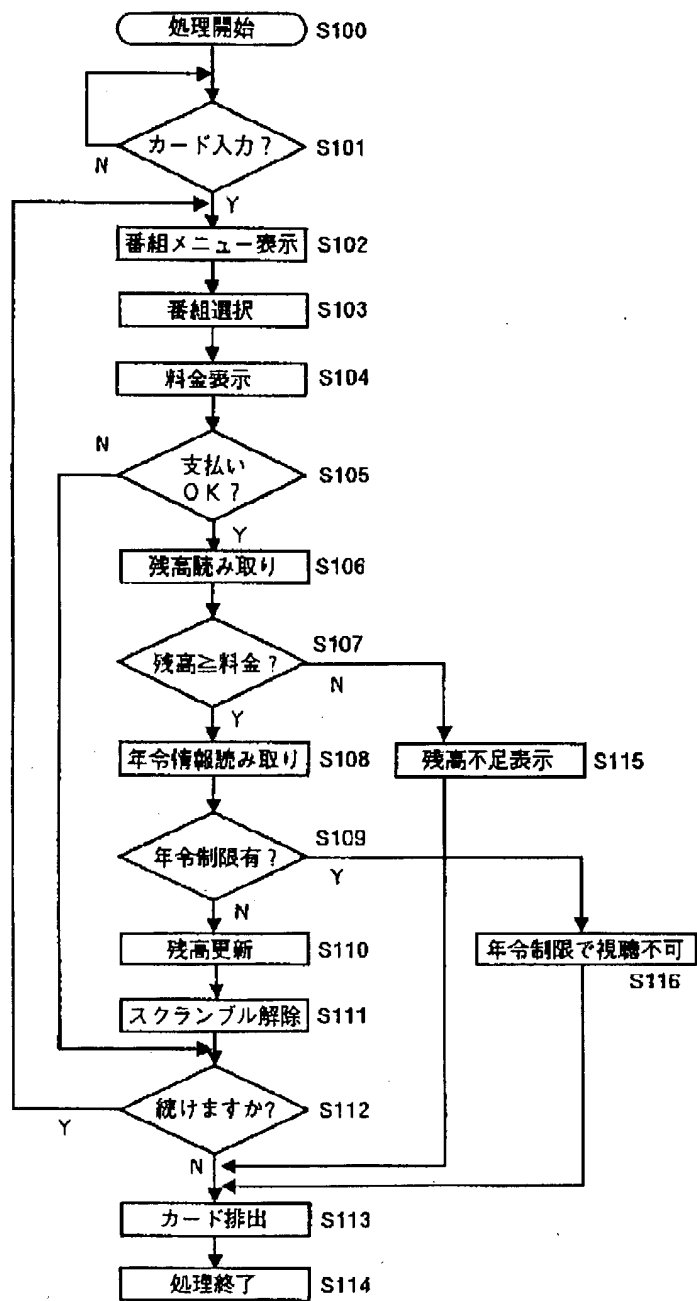 処理開始 S100
カード入力？ S101
N
Y
番組メニュー表示 S102
番組選択 S103
料金表示 S104
N
支払い
ＯＫ？ S105
Y
残高読み取り S106
S107
残高≧料金？
N
Y
年令情報読み取り S108
残高不足表示 S115
S109
年令制限有？
Y
N
残高更新 S110
年令制限で視聴不可
S116
スクランブル解除 S111
続けますか？ S112
Y
N
カード排出 S113
処理終了 S114